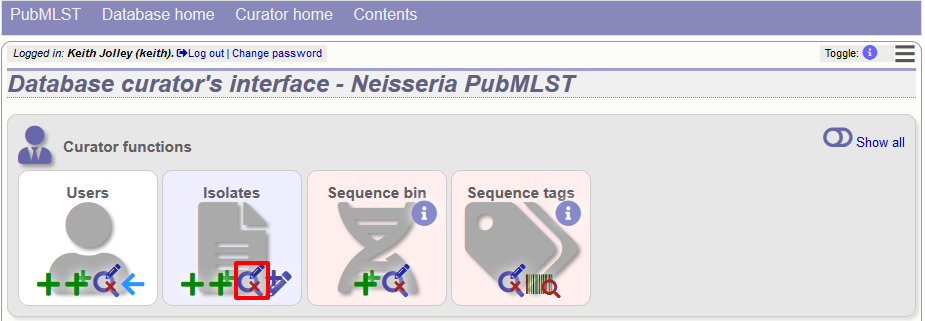 PubMLST Database home Curator home Contents
Logged in: Keith Jolley (keith). Log out | Change password Toggle: i
Database curator's interface - Neisseria PubMLST
Curator functions Show all
Users Isolates Sequence bin Sequence tags
i i